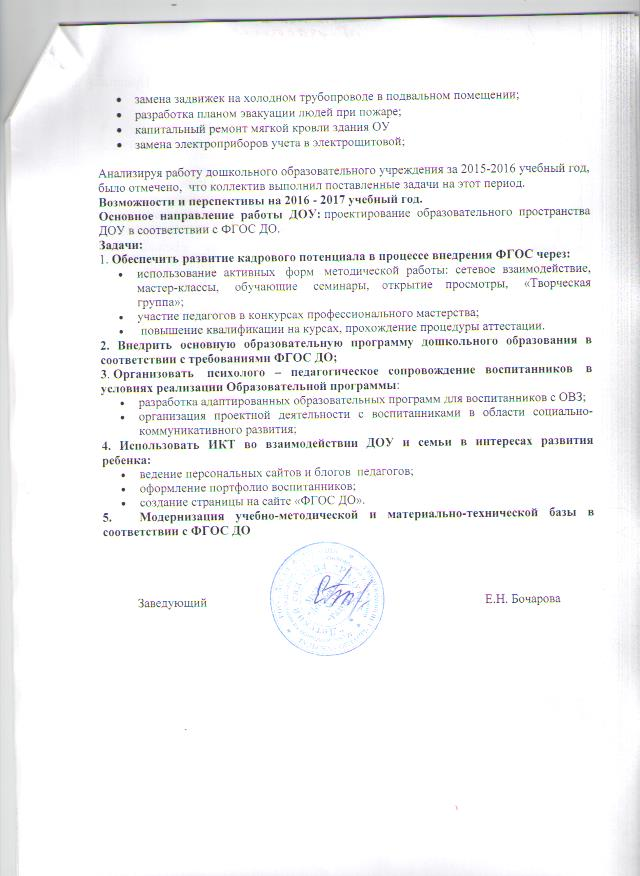 • замена задвижек на холодном трубопроводе в подвальном помещении;
• разработка планом эвакуации людей при пожаре;
• капитальный ремонт мягкой кровли здания ОУ
• замена электроприборов учета в электрощитовой;
Анализируя работу дошкольного образовательного учреждения за 2015-2016 учебный год,
было отмечено, что коллектив выполнил поставленные задачи на этот период.
Возможности и перспективы на 2016 - 2017 учебный год.
Основное направление работы ДОУ: проектирование образовательного пространства
ДОУ в соответствии с ФГОС ДО.
Задачи:
1. Обеспечить развитие кадрового потенциала в процессе внедрения ФГОС через:
• использование активных форм методической работы: сетевое взаимодействие,
мастер-классы, обучающие семинары, открытие просмотры, «Творческая
группа»;
• участие педагогов в конкурсах профессионального мастерства;
• повышение квалификации на курсах, прохождение процедуры аттестации.
2. Внедрить основную образовательную программу дошкольного образования в
соответствии с требованиями ФГОС ДО;
3. Организовать психолого – педагогическое сопровождение воспитанников в
условиях реализации Образовательной программы:
• разработка адаптированных образовательных программ для воспитанников с ОВЗ;
• организация проектной деятельности с воспитанниками в области социально-
коммуникативного развития;
4. Использовать ИКТ во взаимодействии ДОУ и семьи в интересах развития
ребенка:
• ведение персональных сайтов и блогов педагогов;
• оформление портфолио воспитанников;
• создание страницы на сайте «ФГОС ДО».
5. Модернизация учебно-методической и материально-технической базы в
соответствии с ФГОС ДО
Заведующий Е.Н. Бочарова